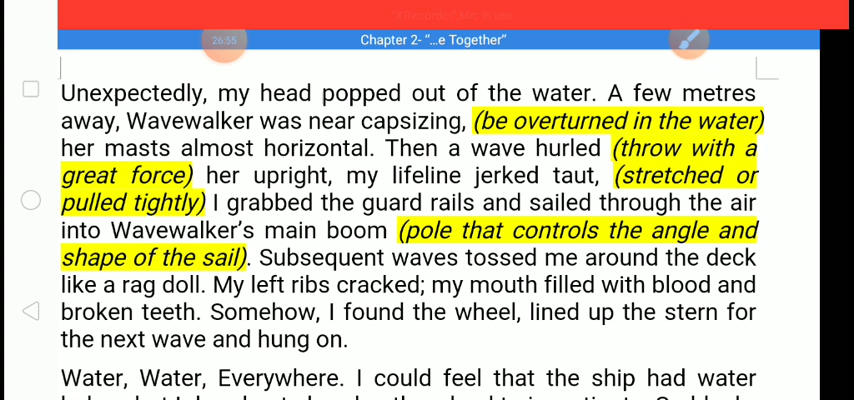 26:55
Chapter 2- “...e Together”
Unexpectedly, my head popped out of the water. A few metres
away, Wavewalker was near capsizing, (be overturned in the water)
her masts almost horizontal. Then a wave hurled (throw with a
great force) her upright, my lifeline jerked taut, (stretched or
pulled tightly) I grabbed the guard rails and sailed through the air
into Wavewalker’s main boom (pole that controls the angle and
shape of the sail). Subsequent waves tossed me around the deck
like a rag doll. My left ribs cracked; my mouth filled with blood and
broken teeth. Somehow, I found the wheel, lined up the stern for
the next wave and hung on.
Water, Water, Everywhere. I could feel that the ship had water